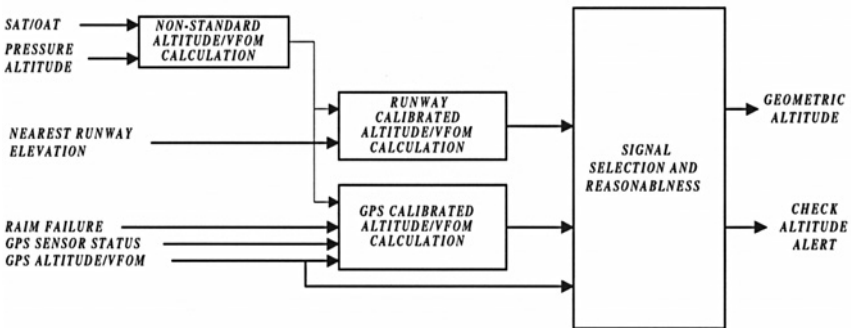 SAT/OAT
PRESSURE
ALTITUDE
NON-STANDARD
ALTITUDE/VFOM
CALCULATION
NEAREST RUNWAY
ELEVATION
RUNWAY
CALIBRATED
ALTITUDE/VFOM
CALCULATION
RAIM FAILURE
GPS SENSOR STATUS
GPS ALTITUDE/VFOM
GPS CALIBRATED
ALTITUDE/VFOM
CALCULATION
SIGNAL
SELECTION AND
REASONABLNESS
GEOMETRIC
ALTITUDE
CHECK
ALTITUDE
ALERT